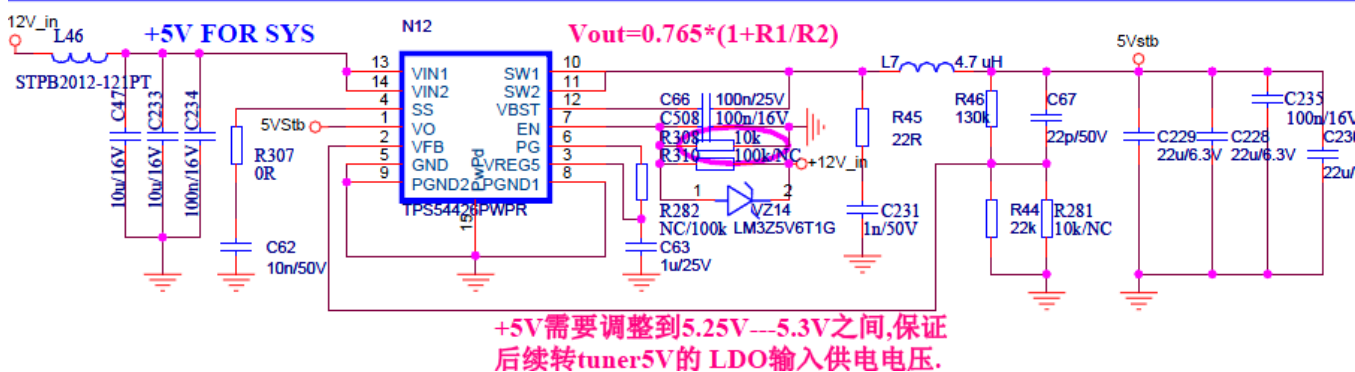 12V_in
L46
STPB2012-121PT
+5V FOR SYS
N12
Vout=0.765*(1+R1/R2)
C47
10u/16V
C233
10u/16V
C234
100n/16V
5VStb
R307
0R
C62
10n/50V
13
14
4
1
2
5
9
VIN1
VIN2
SS
VO
VFB
GND
PGND2
PwPd
SW1
SW2
VBST
EN
PG
VREG5
PGND1
10
11
12
7
6
3
8
15
TPS54426PWPR
C66
100n/25V
C508
100n/16V
R308
10k
R310
100k/NC
+12V_in
1
2
VZ14
LM3Z5V6T1G
R282
NC/100k
C63
1u/25V
R45
22R
C231
1n/50V
L7
4.7 uH
R46
130k
C67
22p/50V
R44
22k
R281
10k/NC
5Vstb
C229
22u/6.3V
C228
22u/6.3V
C235
100n/16V
C230
22u/
+5V需要调整到5.25V---5.3V之间,保证
后续转tuner5V的 LDO输入供电电压.